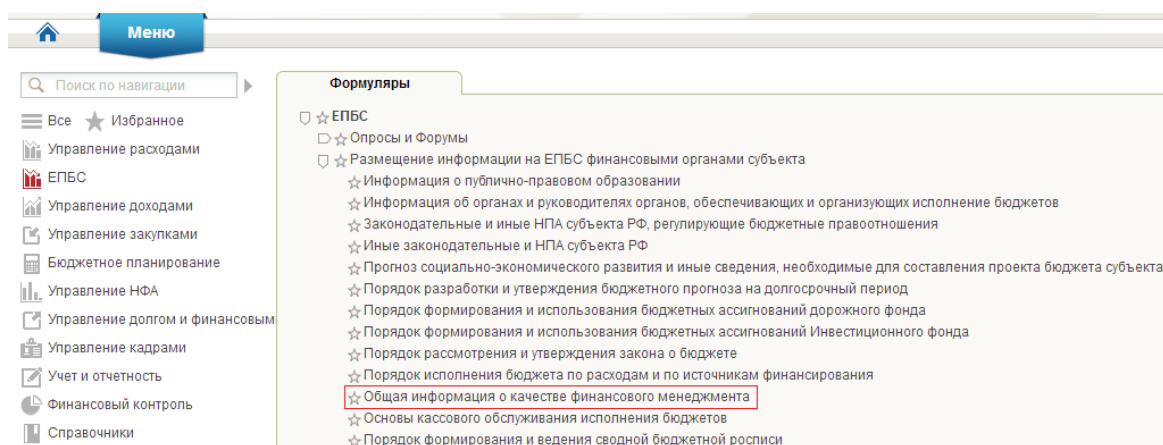 Меню
Поиск по навигации
Все Избранное
Управление расходами
ЕПБС
Управление доходами
Управление закупками
Бюджетное планирование
Управление НФА
Управление долгом и финансовым
Управление кадрами
Учет и отчетность
Финансовый контроль
Справочники
Формуляры
ЕПБС
Опросы и Форумы
Размещение информации на ЕПБС финансовыми органами субъекта
Информация о публично-правовом образовании
Информация об органах и руководителях органов, обеспечивающих и организующих исполнение бюджетов
Законодательные и иные НПА субъекта РФ, регулирующие бюджетные правоотношения
Иные законодательные и НПА субъекта РФ
Прогноз социально-экономического развития и иные сведения, необходимые для составления проекта бюджета субъекта
Порядок разработки и утверждения бюджетного прогноза на долгосрочный период
Порядок формирования и использования бюджетных ассигнований дорожного фонда
Порядок формирования и использования бюджетных ассигнований Инвестиционного фонда
Порядок рассмотрения и утверждения закона о бюджете
Порядок исполнения бюджета по расходам и по источникам финансирования
Общая информация о качестве финансового менеджмента
Основы кассового обслуживания исполнения бюджетов
Порядок формирования и ведения сводной бюджетной росписи